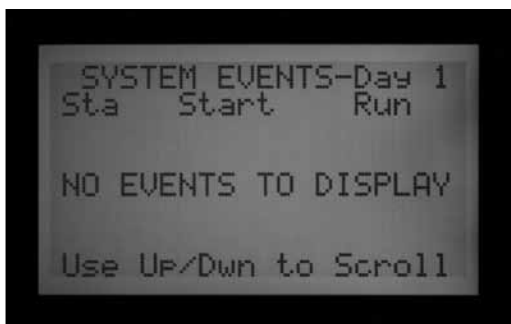 SYSTEM EVENTS-Day 1
Sta Start Run
NO EVENTS TO DISPLAY
Use Up/Dwn to Scroll